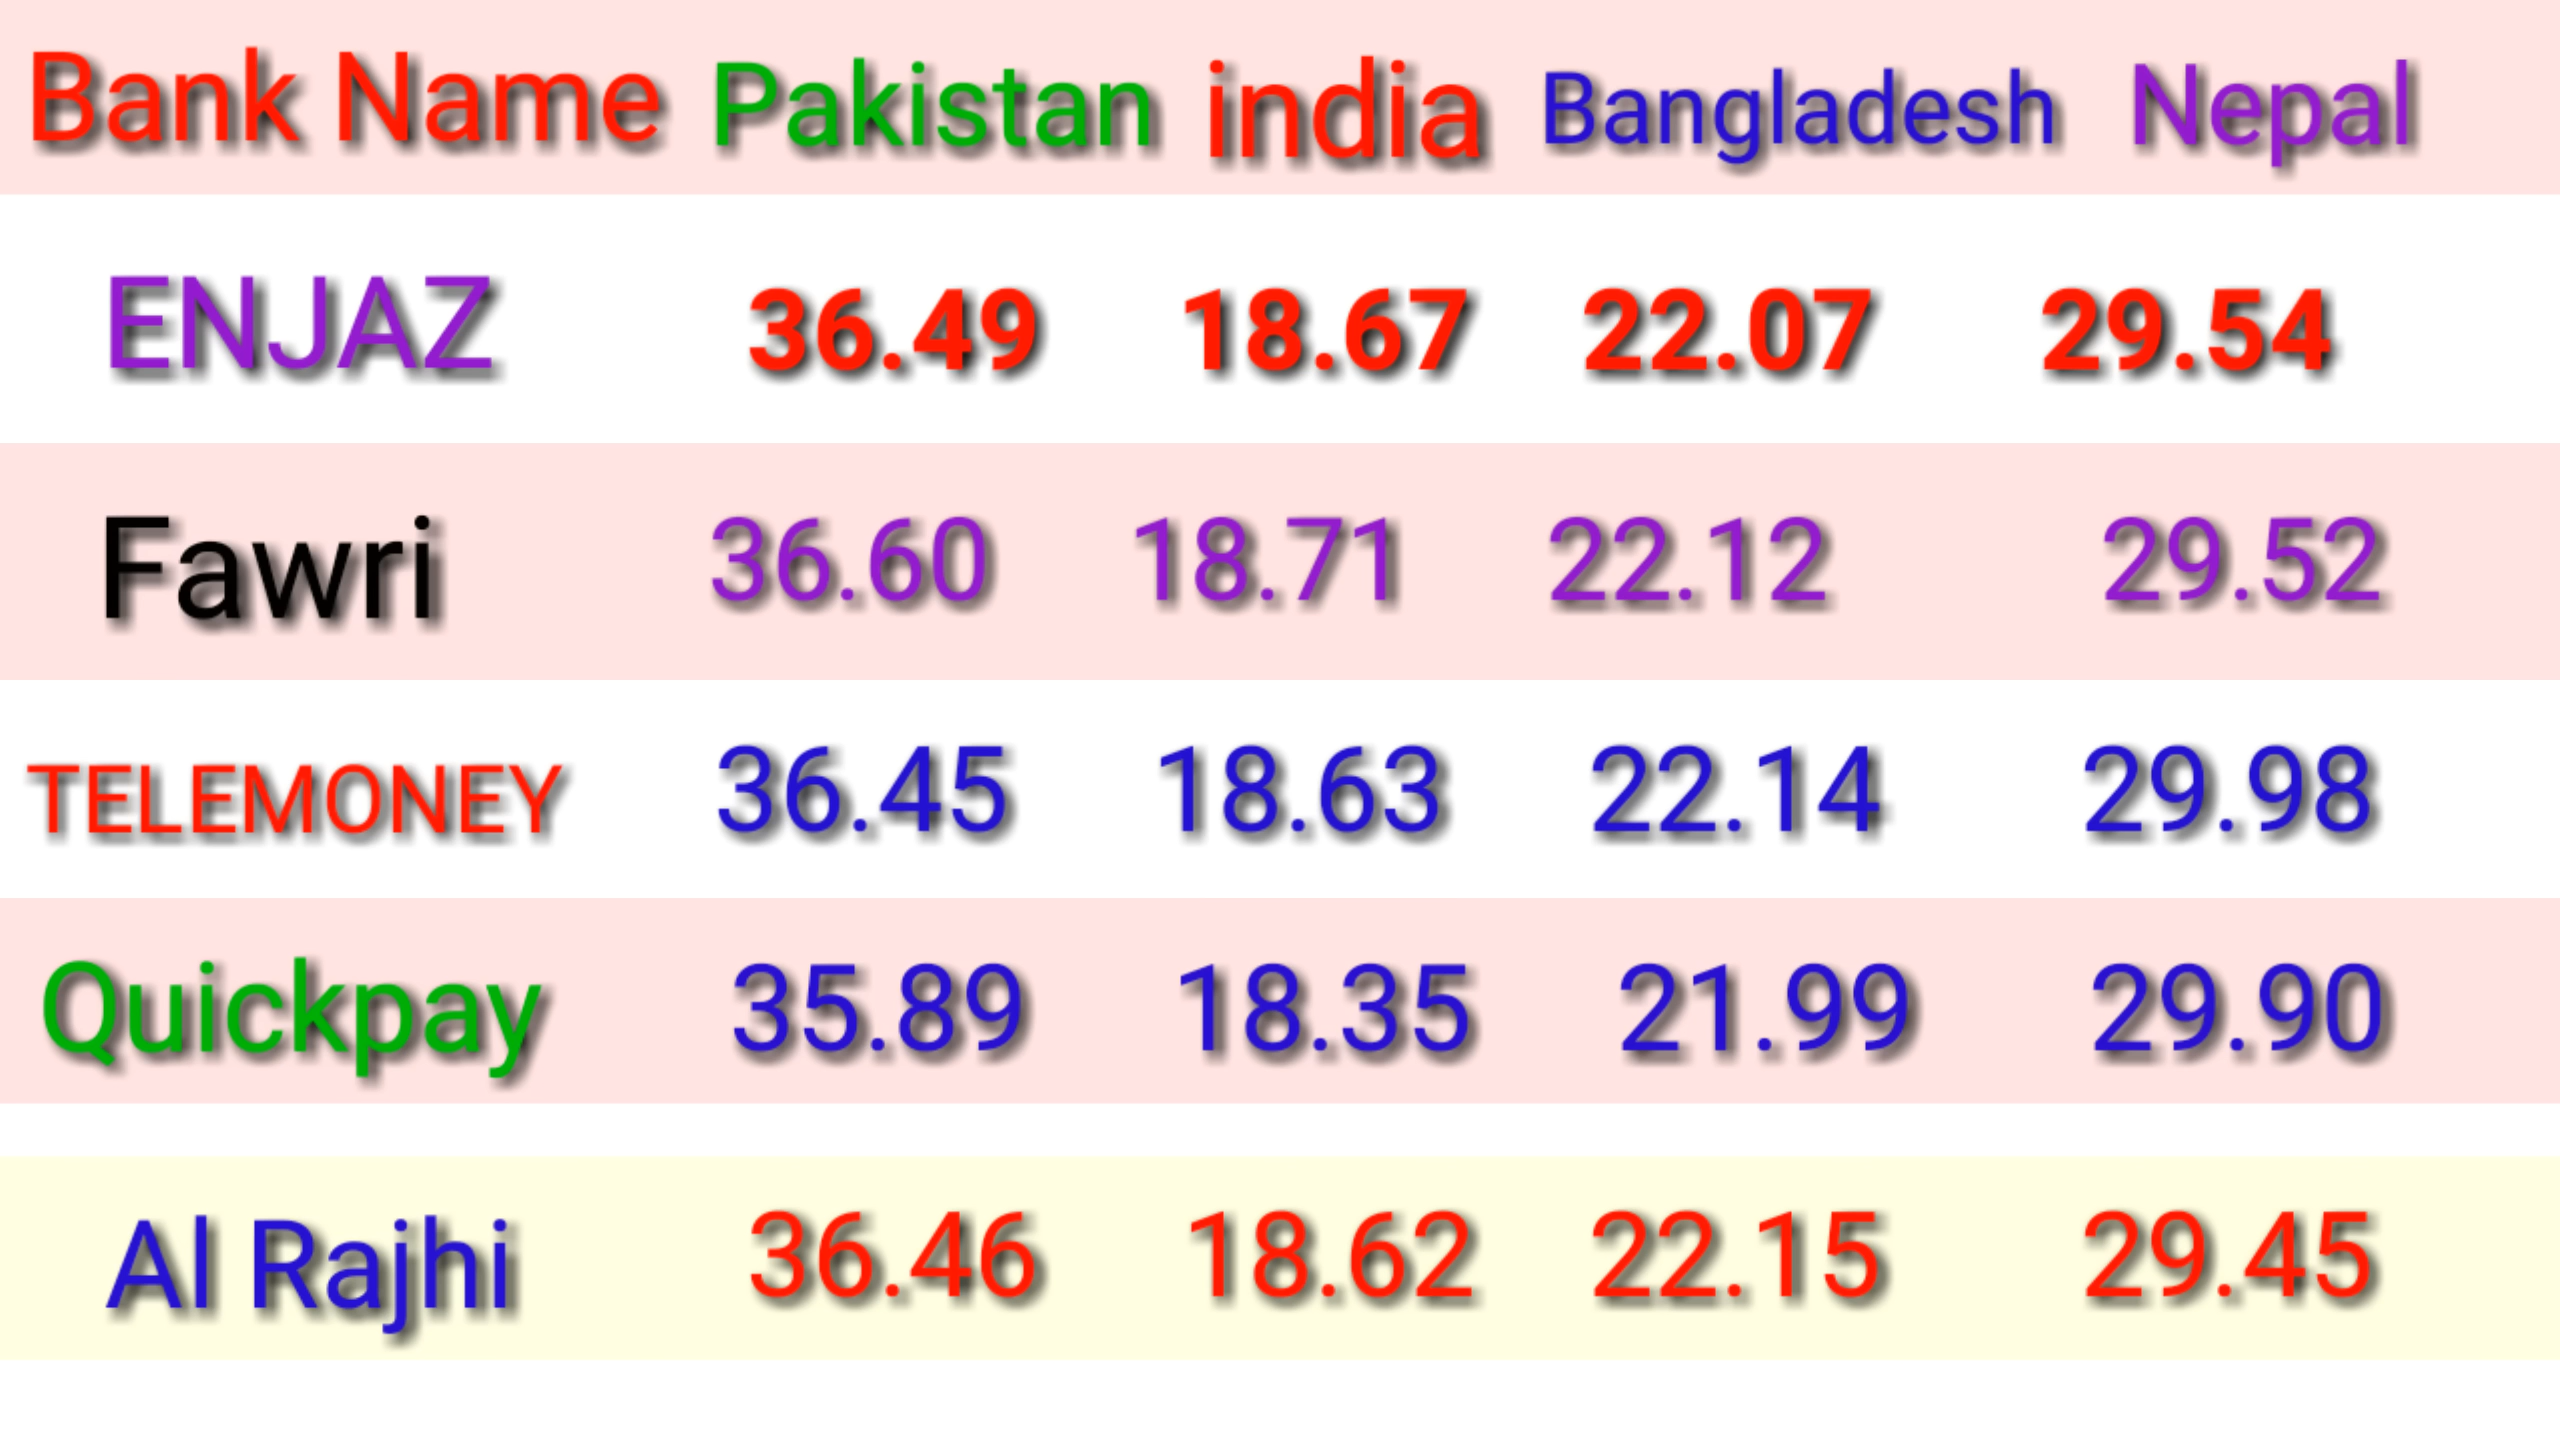 Bank Name Pakistan india Bangladesh Nepal
ENJAZ 36.49 18.67 22.07 29.54
Fawri 36.60 18.71 22.12 29.52
TELEMONEY 36.45 18.63 22.14 29.98
Quickpay 35.89 18.35 21.99 29.90
Al Rajhi 36.46 18.62 22.15 29.45